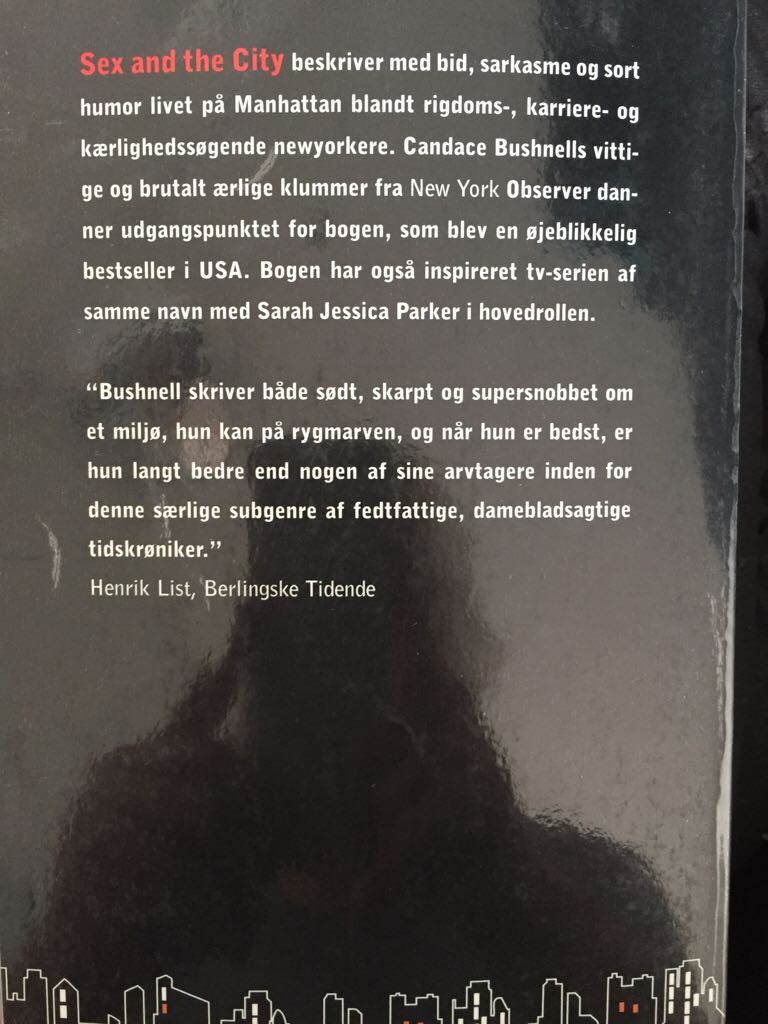 Sex and the City beskriver med bid, sarkasme og sort
humor livet på Manhattan blandt rigdoms-, karriere- og
kærlighedssøgende newyorkere. Candace Bushnells vitti-
ge og brutalt ærlige klummer fra New York Observer dan-
ner udgangspunktet for bogen, som blev en øjeblikkelig
bestseller i USA. Bogen har også inspireret tv-serien af
samme navn med Sarah Jessica Parker i hovedrollen.
“Bushnell skriver både sødt, skarpt og supersnobbet om
et miljø, hun kan på rygmarven, og når hun er bedst, er
hun langt bedre end nogen af sine arvtagere inden for
denne særlige subgenre af fedtfattige, damebladsagtige
tidskrøniker.”
Henrik List, Berlingske Tidende